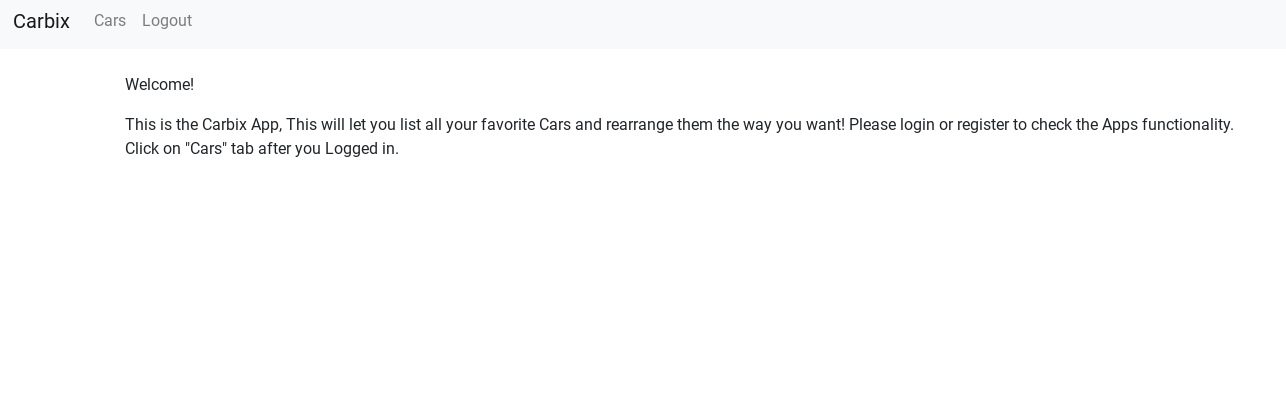 Carbix Cars Logout
Welcome!
This is the Carbix App, This will let you list all your favorite Cars and rearrange them the way you want! Please login or register to check the Apps functionality.
Click on "Cars" tab after you Logged in.